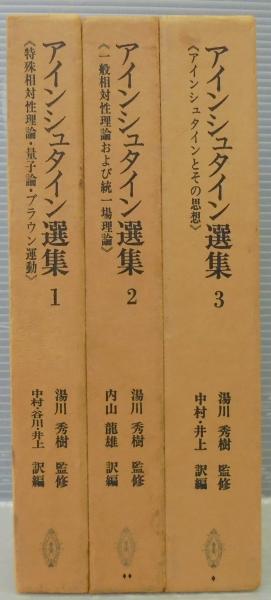 アインシュタイン選集 1
《特殊相対性理論・量子論・ブラウン運動》
湯川 秀樹 監修
中村・谷川・井上 訳編
アインシュタイン選集 2
《一般相対性理論および統一場理論》
湯川 秀樹 監修
内山 龍雄 訳編
アインシュタイン選集 3
《アインシュタインとその思想》
湯川 秀樹 監修
中村・井上 訳編